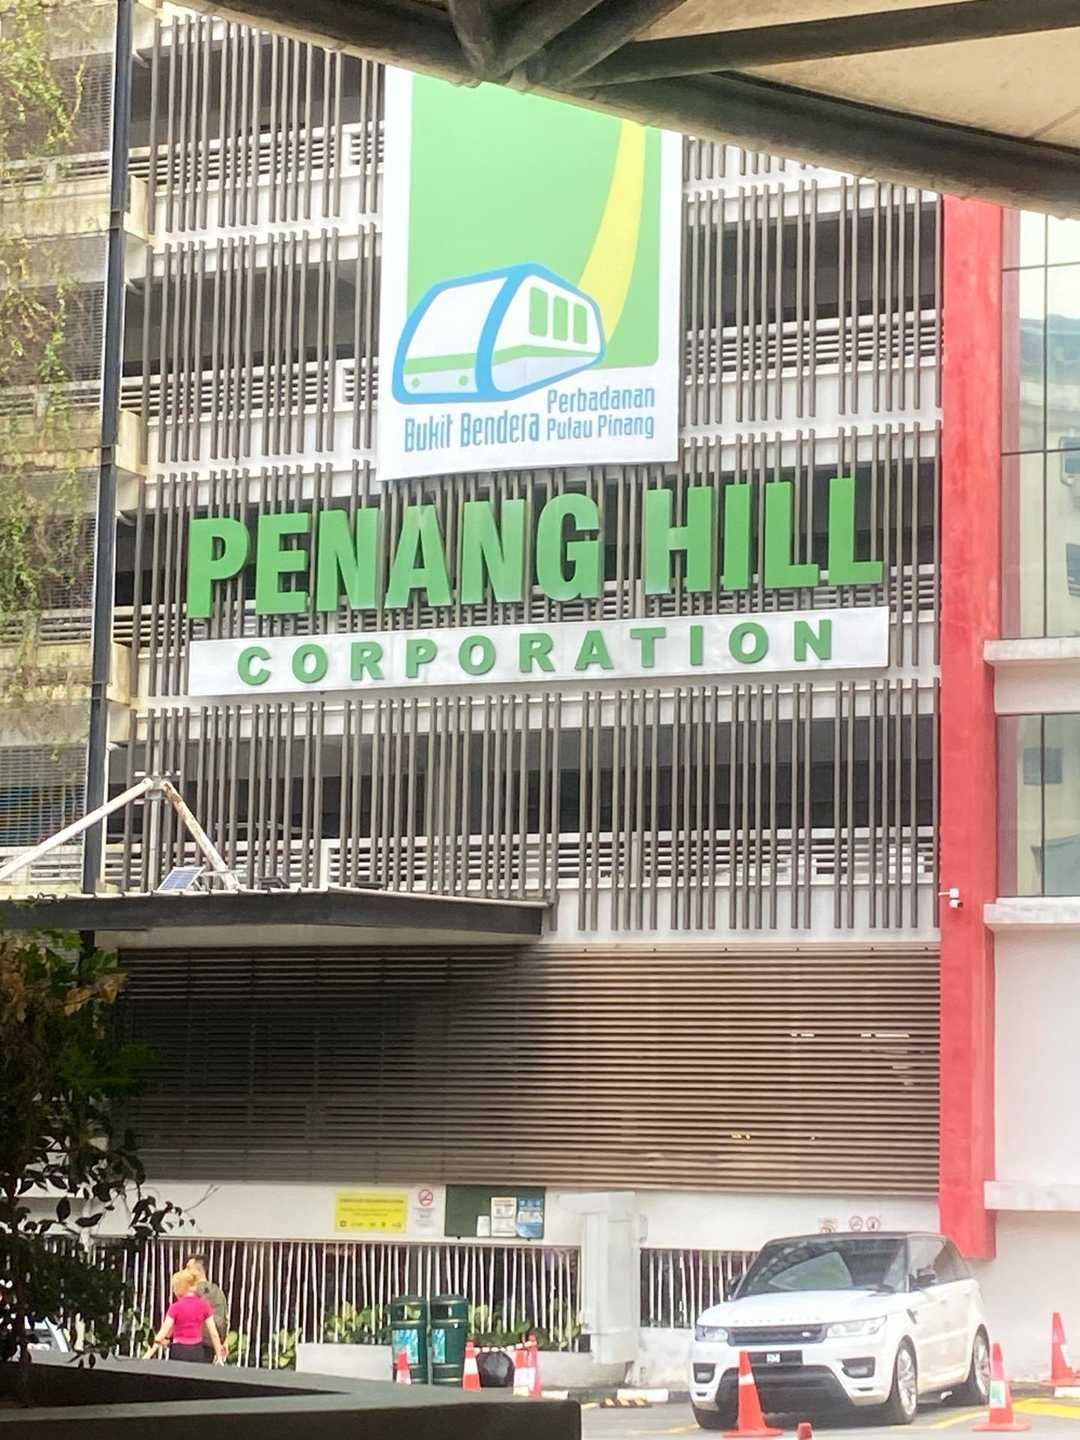 Bukit Bendera Perbadanan
Pulau Pinang
PENANG HILL
CORPORATION